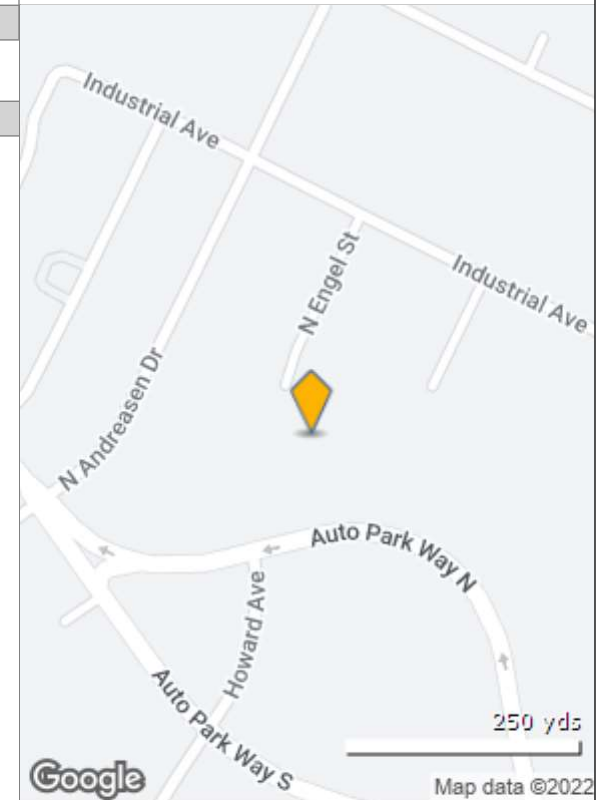 Industrial Ave
N Engel St
Industrial Ave
N Andreasen Dr
Auto Park Way N
Howard Ave
Auto Park Way S
250 yds
Google
Map data ©2022